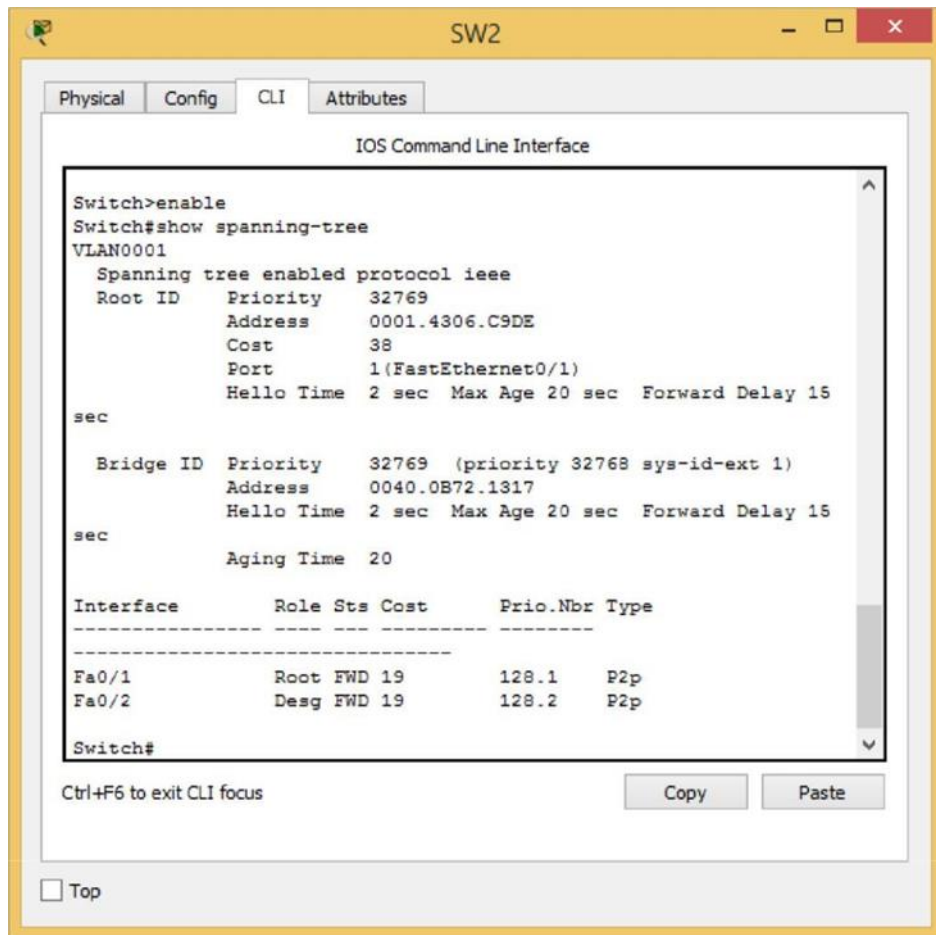 SW2
Physical Config CLI Attributes
IOS Command Line Interface
Switch>enable
Switch#show spanning-tree
VLAN0001
Spanning tree enabled protocol ieee
Root ID Priority 32769
Address 0001.4306.C9DE
Cost 38
Port 1(FastEthernet0/1)
Hello Time 2 sec Max Age 20 sec Forward Delay 15
sec
Bridge ID Priority 32769 (priority 32768 sys-id-ext 1)
Address 0040.0B72.1317
Hello Time 2 sec Max Age 20 sec Forward Delay 15
sec
Aging Time 20
Interface Role Sts Cost Prio.Nbr Type
---------------- ---- --- --------- --------
--------------------------------
Fa0/1 Root FWD 19 128.1 P2p
Fa0/2 Desg FWD 19 128.2 P2p
Switch#
Ctrl+F6 to exit CLI focus
Copy Paste
Top